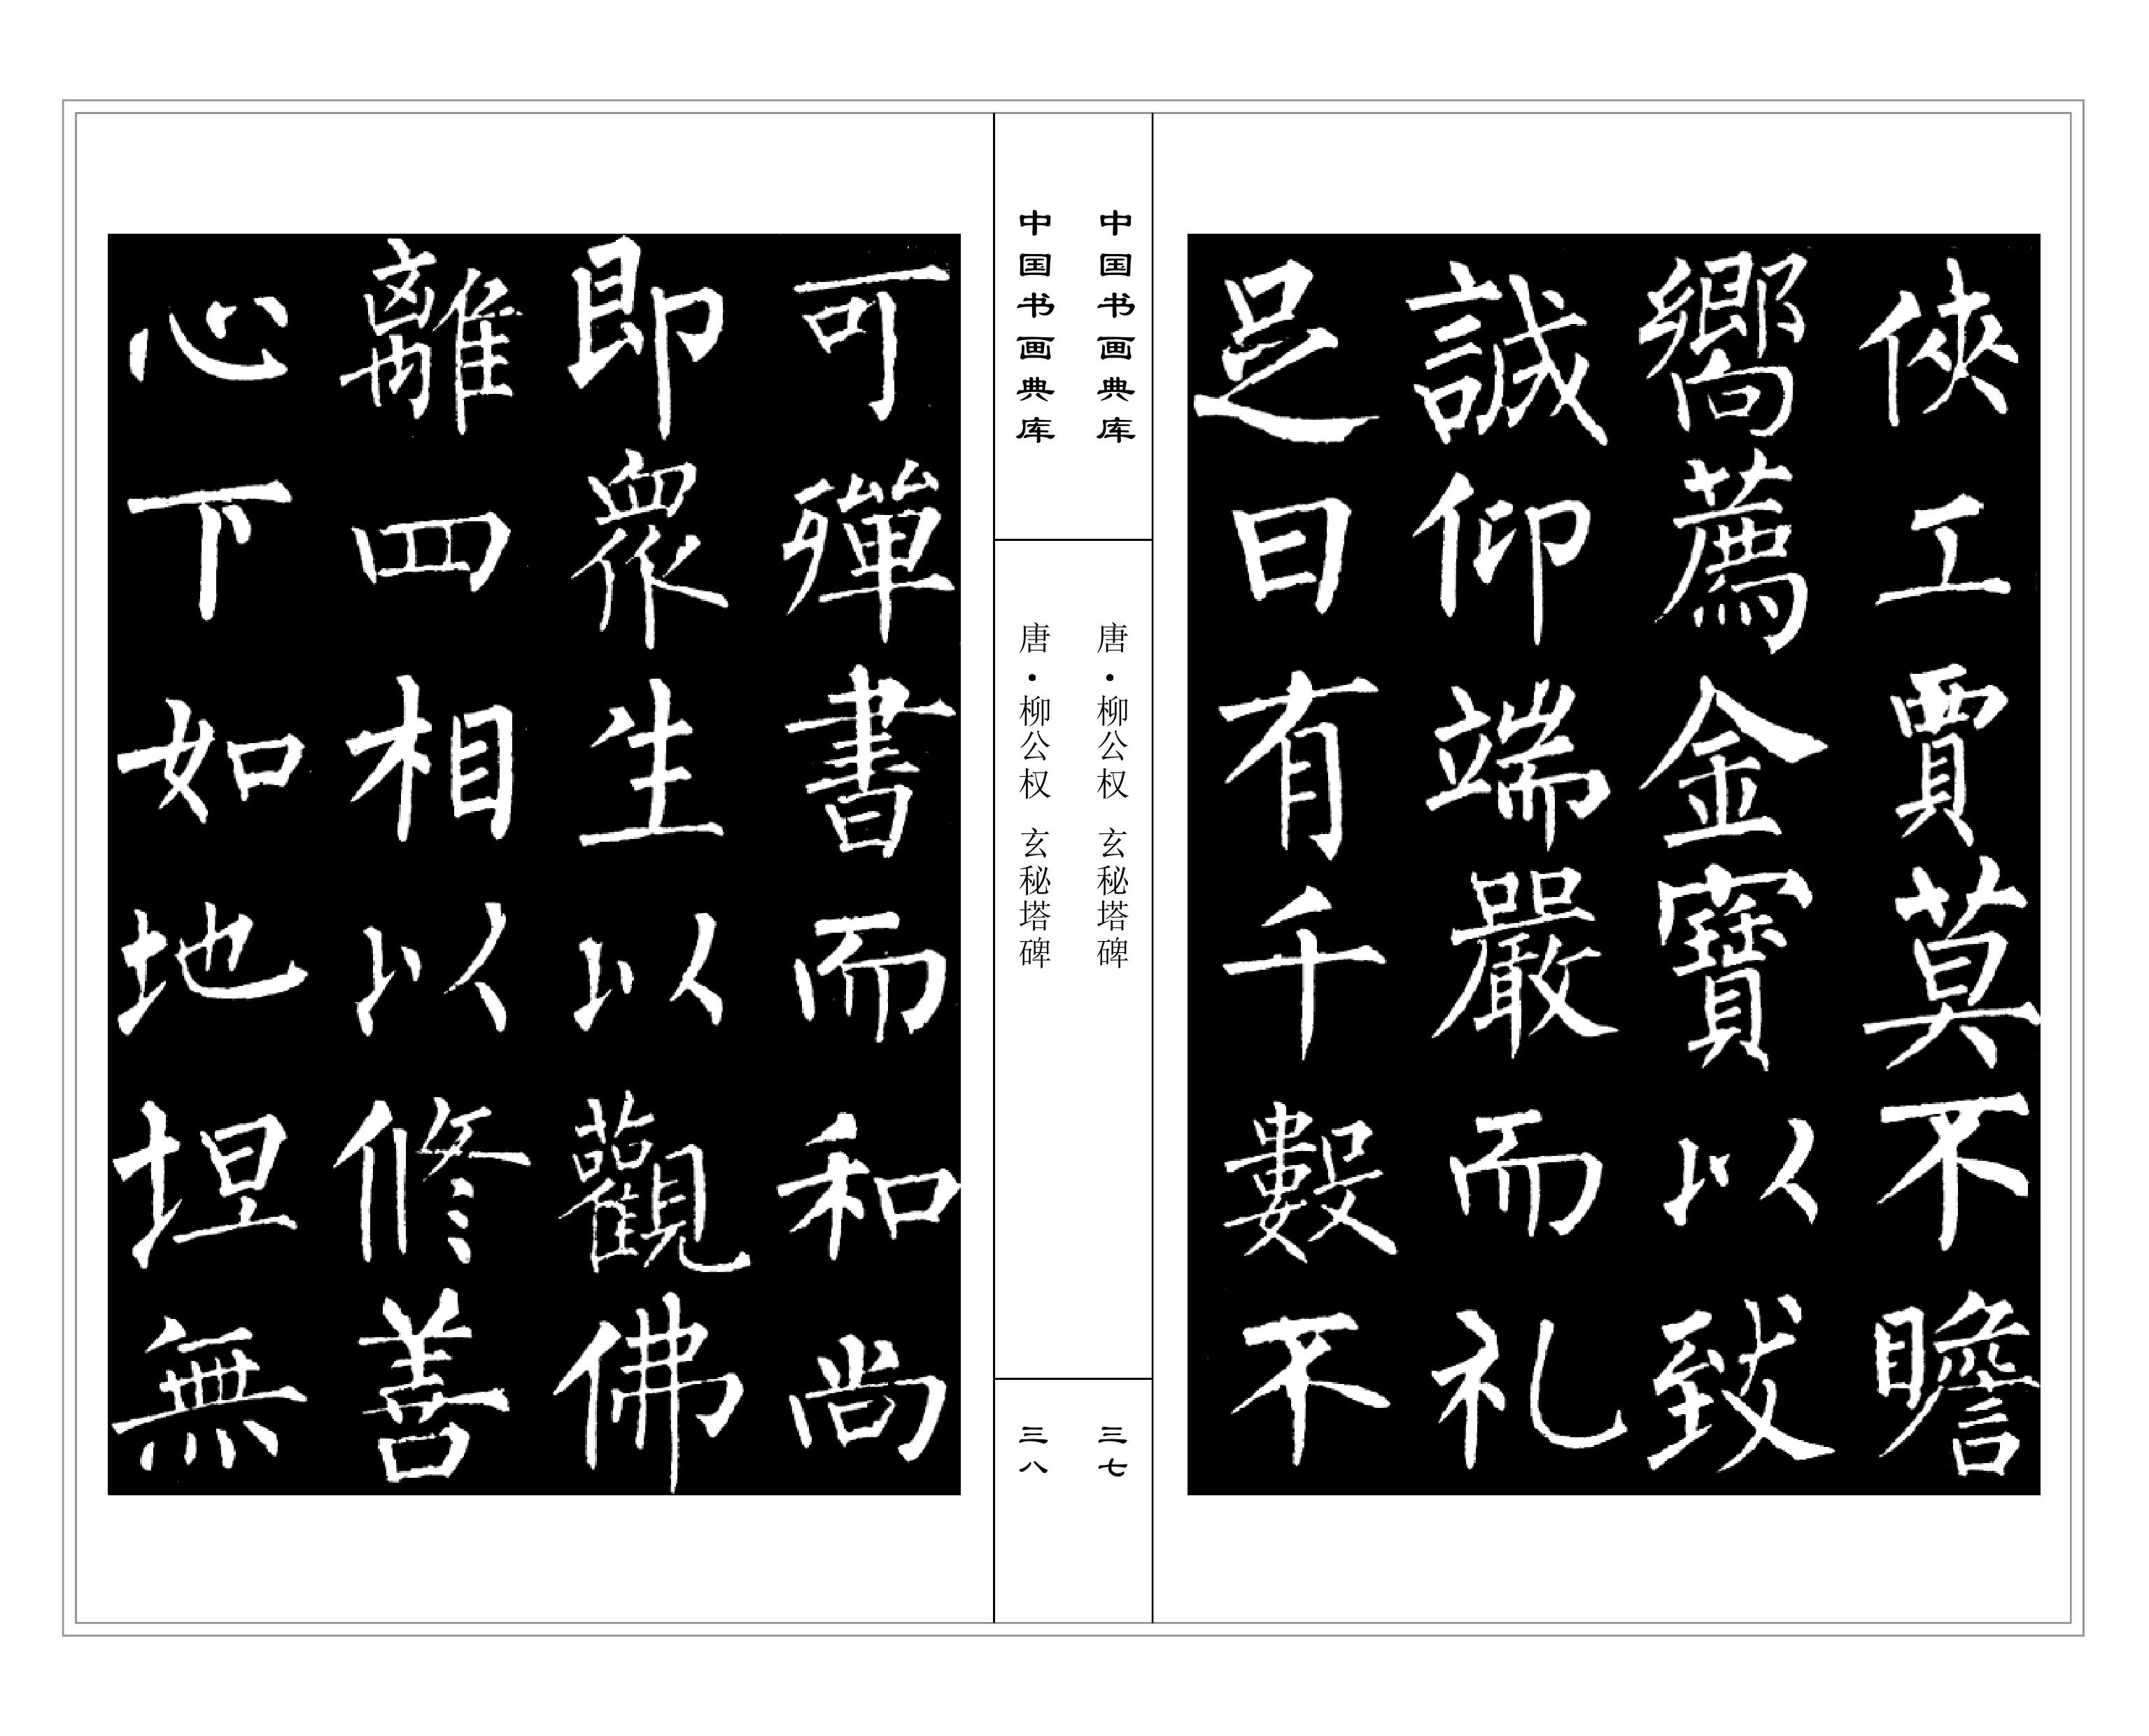 俠工賈莫不瞻
嚮薦金寶以致
誠仰端嚴而礼
足日有千數不
中国书画典库
唐·柳公权 玄秘塔碑
三七
中国书画典库
唐·柳公权 玄秘塔碑
三八
可殫書而和尚
即衆生以觀佛
離四相以修善
心下如地坦無